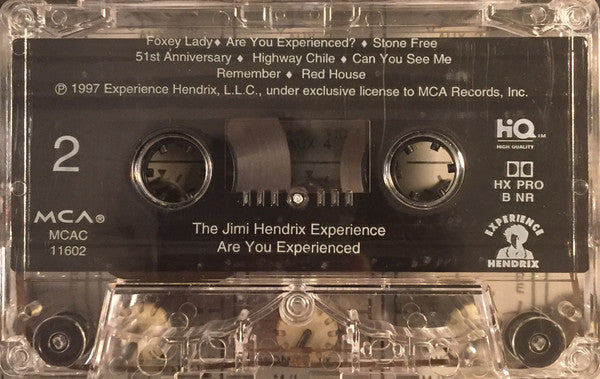 Foxey Lady♦ Are You Experienced? ♦ Stone Free
51st Anniversary ♦ Highway Chile ♦ Can You See Me
Remember ♦ Red House
℗ 1997 Experience Hendrix, L.L.C., under exclusive license to MCA Records, Inc.
2
HiQ TM
HIGH QUALITY
HX PRO
B NR
MCA®
MCAC
11602
The Jimi Hendrix Experience
Are You Experienced
EXPERIENCE
HENDRIX